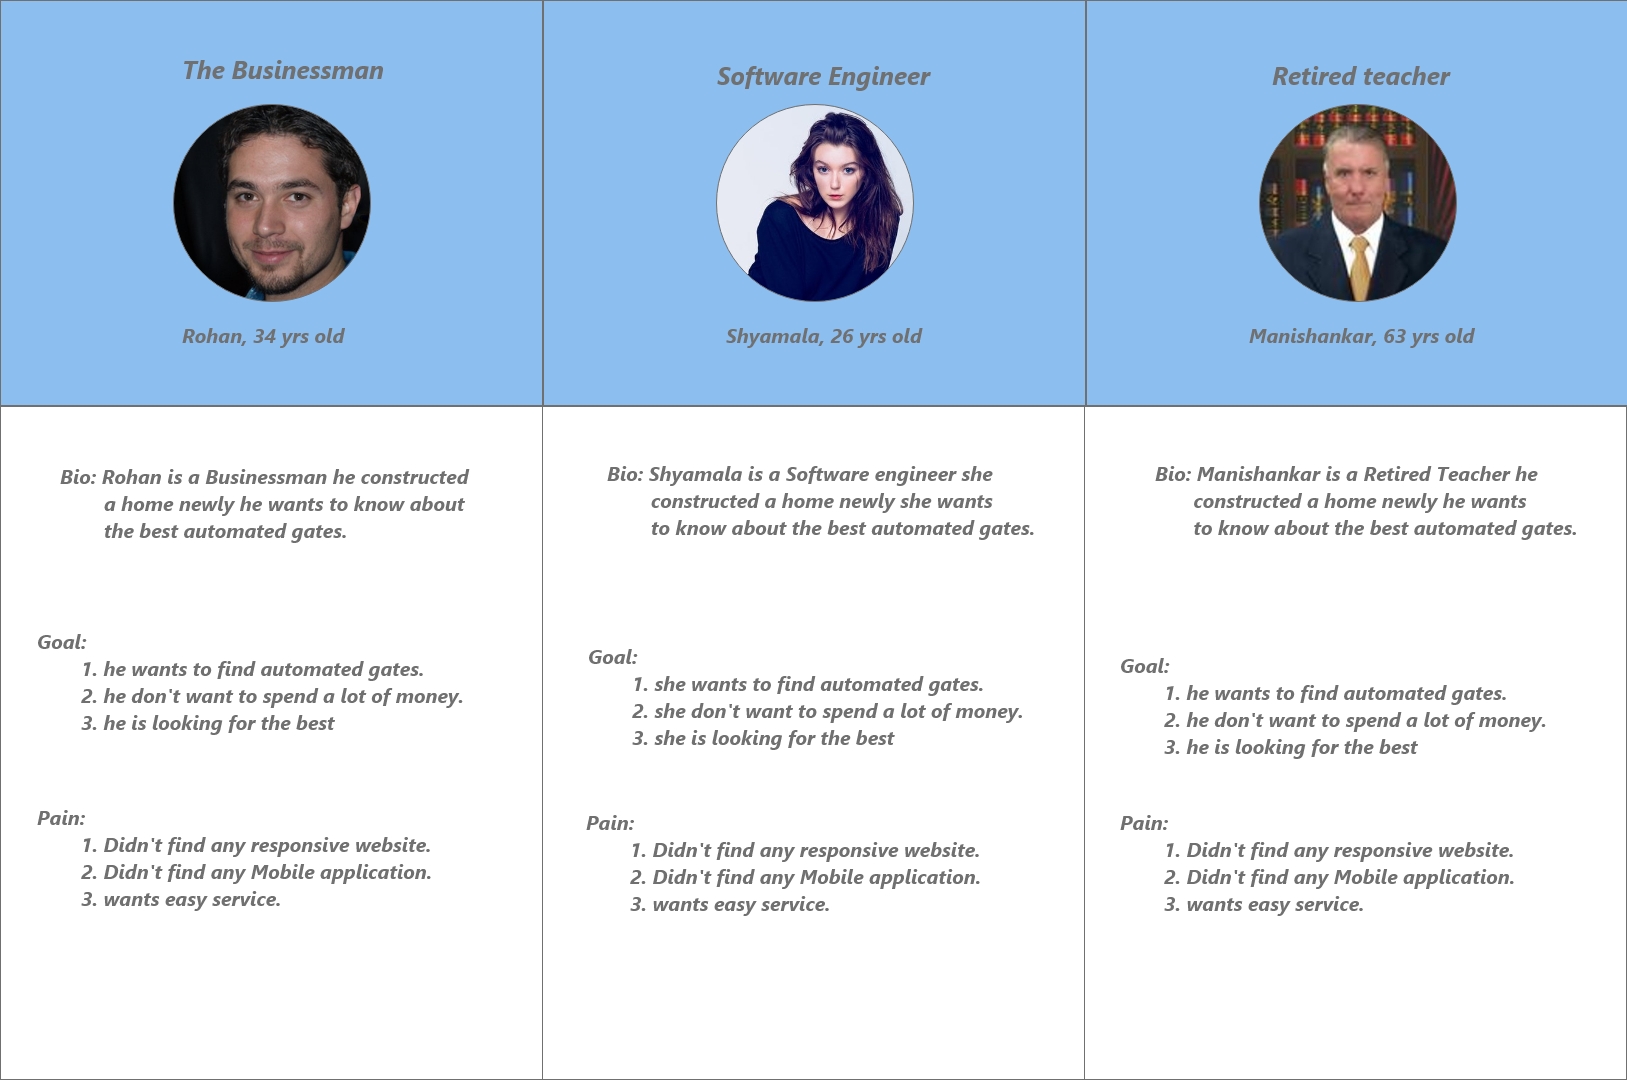 The Businessman
Rohan, 34 yrs old
Bio: Rohan is a Businessman he constructed
a home newly he wants to know about
the best automated gates.
Goal:
1. he wants to find automated gates.
2. he don't want to spend a lot of money.
3. he is looking for the best
Pain:
1. Didn't find any responsive website.
2. Didn't find any Mobile application.
3. wants easy service.
Software Engineer
Shyamala, 26 yrs old
Bio: Shyamala is a Software engineer she
constructed a home newly she wants
to know about the best automated gates.
Goal:
1. she wants to find automated gates.
2. she don't want to spend a lot of money.
3. she is looking for the best
Pain:
1. Didn't find any responsive website.
2. Didn't find any Mobile application.
3. wants easy service.
Retired teacher
Manishankar, 63 yrs old
Bio: Manishankar is a Retired Teacher he
constructed a home newly he wants
to know about the best automated gates.
Goal:
1. he wants to find automated gates.
2. he don't want to spend a lot of money.
3. he is looking for the best
Pain:
1. Didn't find any responsive website.
2. Didn't find any Mobile application.
3. wants easy service.